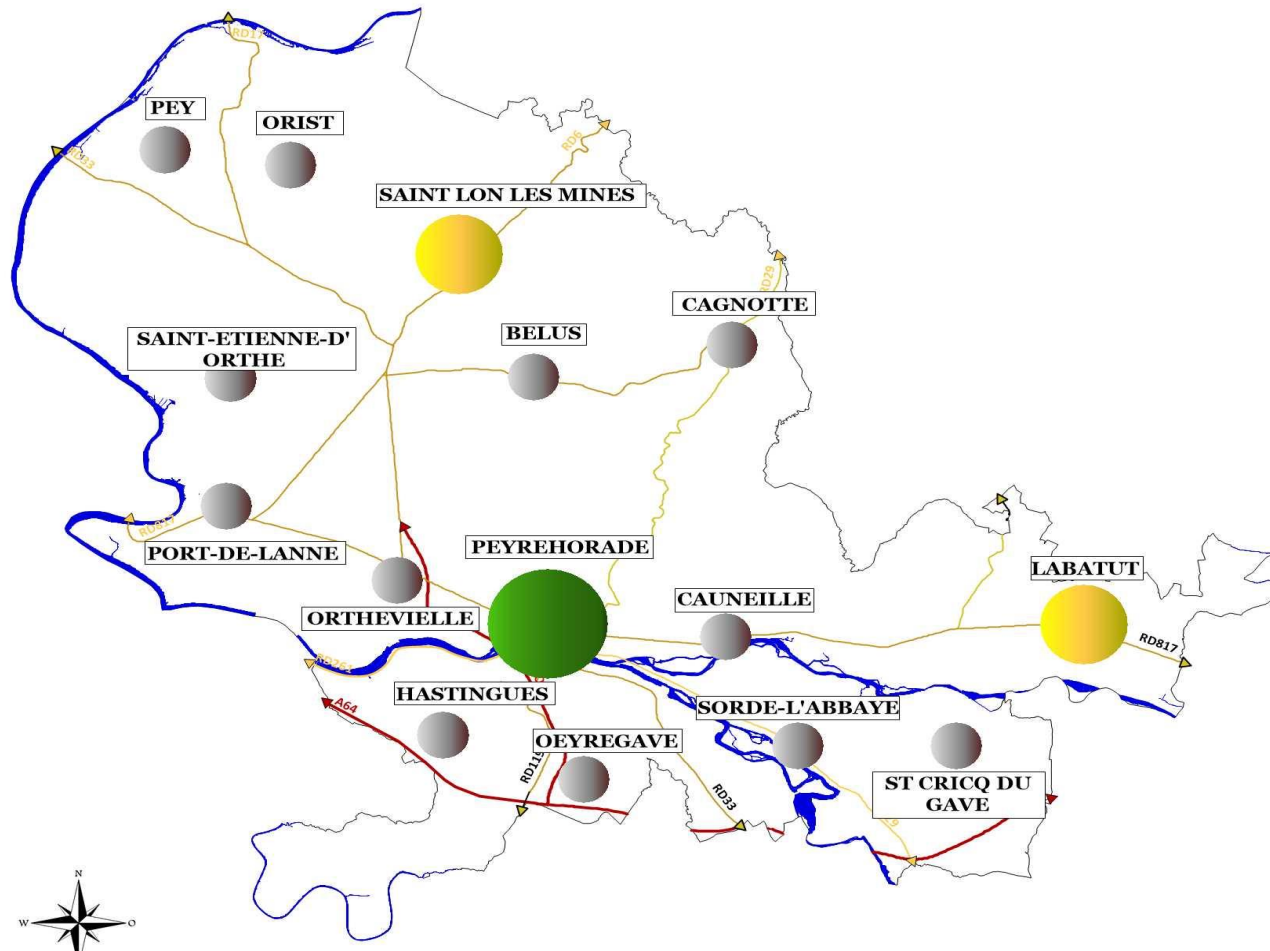 RD17
PEY
ORIST
RD33
RD6
SAINT LON LES MINES
RD29
CAGNOTTE
BELUS
SAINT-ETIENNE-D'
ORTHE
RD817
PORT-DE-LANNE
PEYREHORADE
LABATUT
CAUNEILLE
ORTHEVIELLE
RD817
RD261
HASTINGUES
A64
SORDE-L'ABBAYE
OEYREGAVE
RD119
RD33
ST CRICQ DU
GAVE
N
W
O